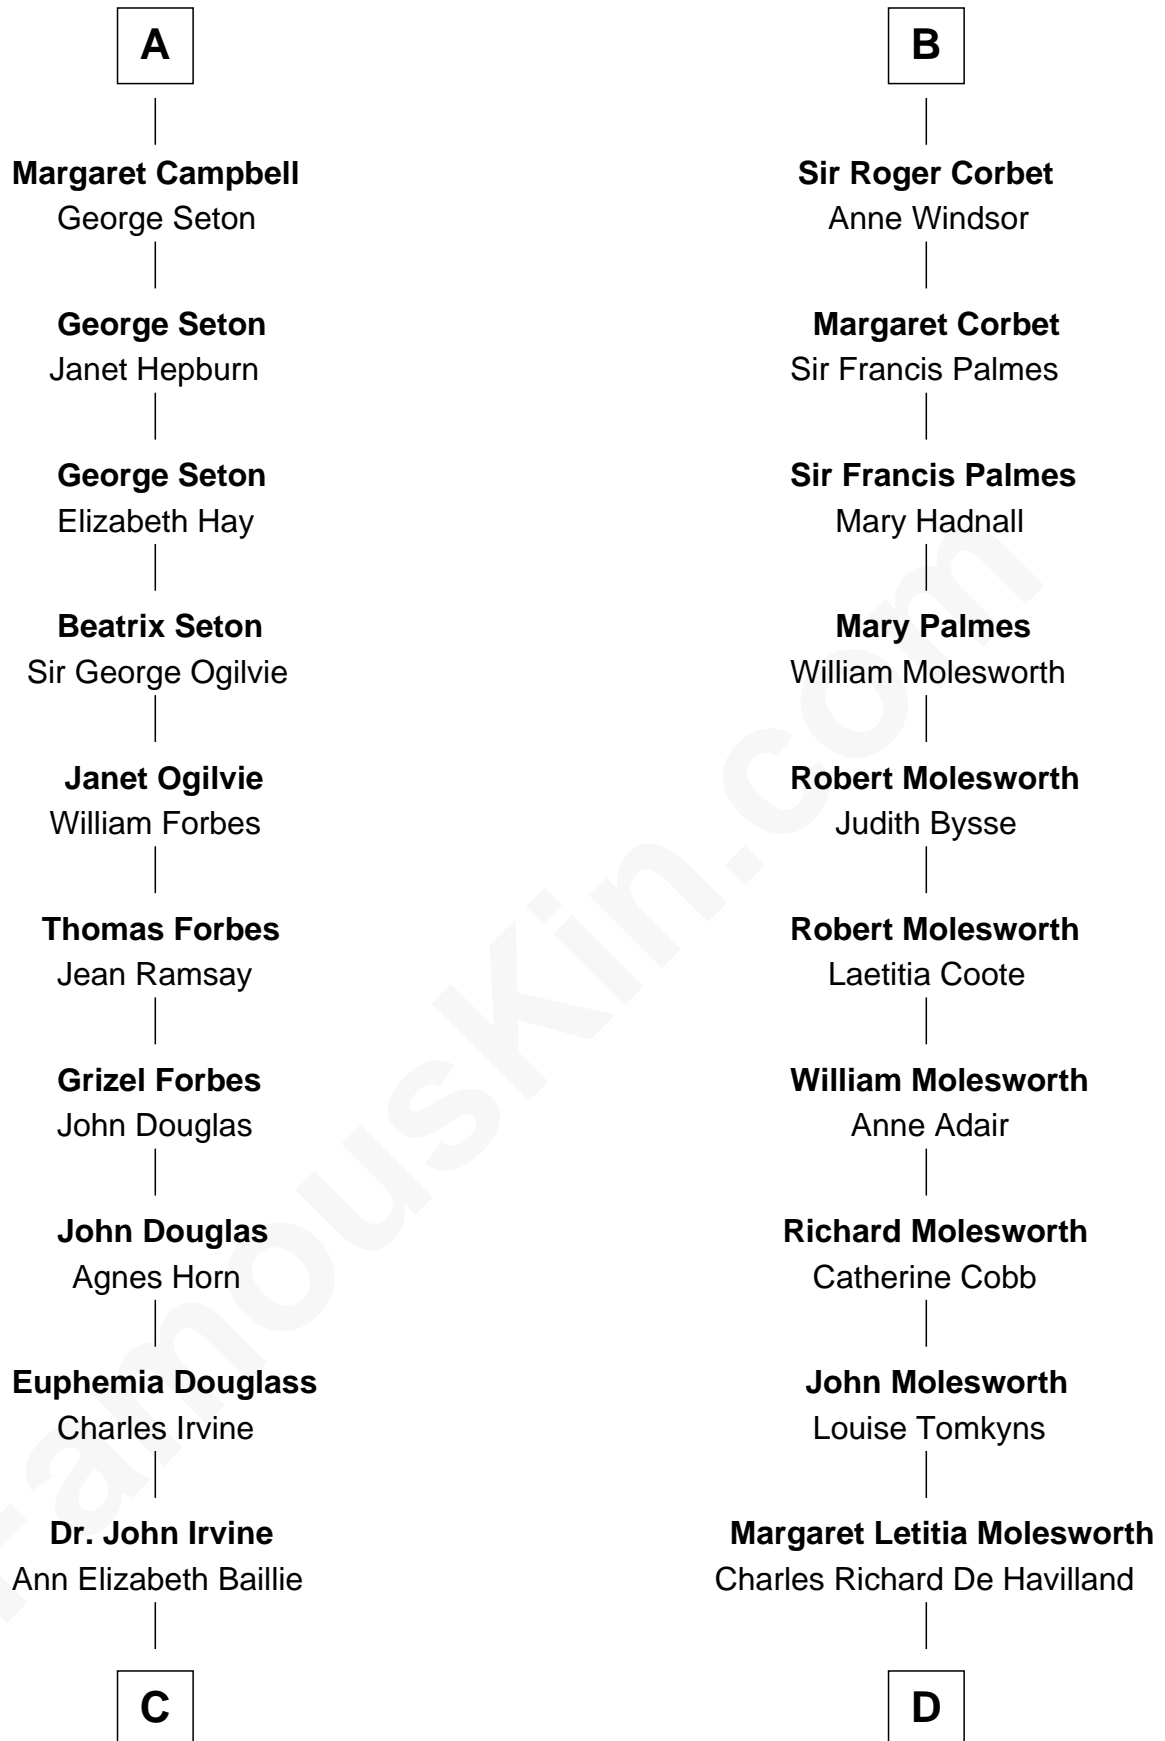 A
Margaret Campbell
George Seton
George Seton
Janet Hepburn
George Seton
Elizabeth Hay
Beatrix Seton
Sir George Ogilvie
Janet Ogilvie
William Forbes
Thomas Forbes
Jean Ramsay
Grizel Forbes
John Douglas
John Douglas
Agnes Horn
Euphemia Douglass
Charles Irvine
Dr. John Irvine
Ann Elizabeth Baillie
C
B
Sir Roger Corbet
Anne Windsor
Margaret Corbet
Sir Francis Palmes
Sir Francis Palmes
Mary Hadnall
Mary Palmes
William Molesworth
Robert Molesworth
Judith Bysse
Robert Molesworth
Laetitia Coote
William Molesworth
Anne Adair
Richard Molesworth
Catherine Cobb
John Molesworth
Louise Tomkyns
Margaret Letitia Molesworth
Charles Richard De Havilland
D
FamousKin.com